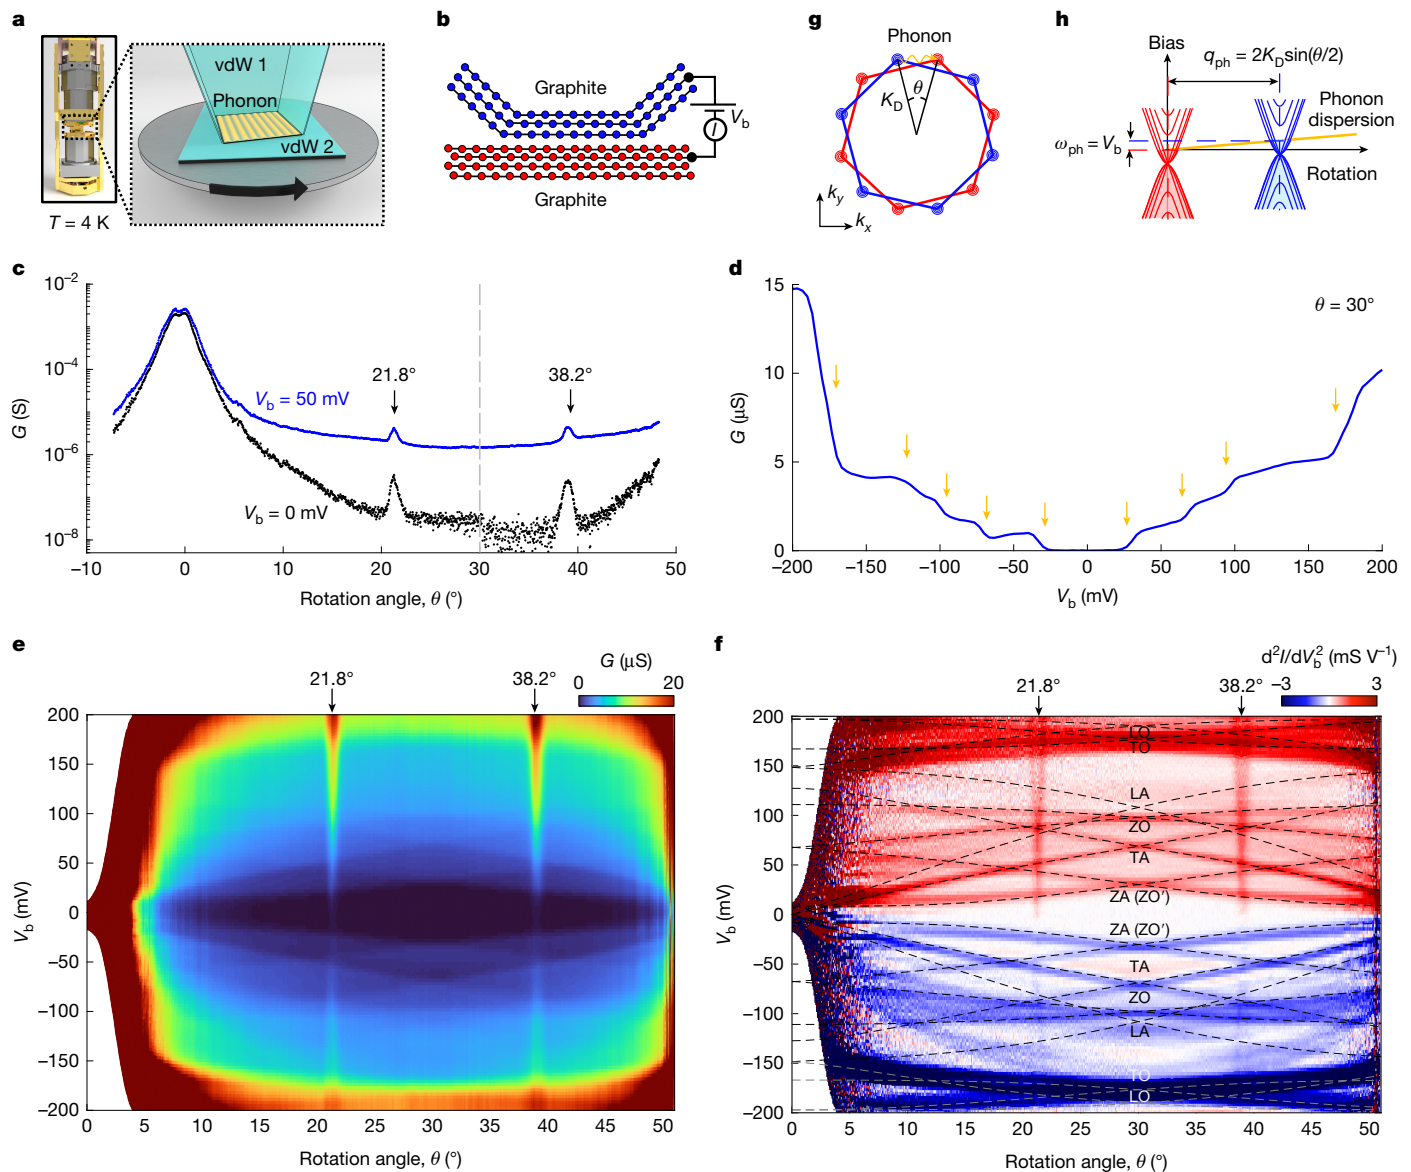 a
vdW 1
Phonon
vdW 2
T = 4 K
b
Graphite
V_b
I
Graphite
g
Phonon
K_D
θ
k_y
k_x
h
Bias
q_ph = 2K_D sin(θ/2)
Phonon
dispersion
ω_ph = V_b
Rotation
c
10⁻²
10⁻⁴
10⁻⁶
10⁻⁸
G (S)
21.8°
38.2°
V_b = 50 mV
V_b = 0 mV
−10 0 10 20 30 40 50
Rotation angle, θ (°)
d
15
10
5
0
G (μS)
θ = 30°
−200 −150 −100 −50 0 50 100 150 200
V_b (mV)
e
G (μS)
0 20
21.8°
38.2°
200
150
100
50
0
−50
−100
−150
−200
V_b (mV)
0 5 10 15 20 25 30 35 40 45 50
Rotation angle, θ (°)
f
d²I/dV_b² (mS V⁻¹)
−3 3
21.8°
38.2°
200
150
100
50
0
−50
−100
−150
−200
V_b (mV)
LO
TO
LA
ZO
TA
ZA (ZO′)
ZA (ZO′)
TA
ZO
LA
TO
LO
0 5 10 15 20 25 30 35 40 45 50
Rotation angle, θ (°)